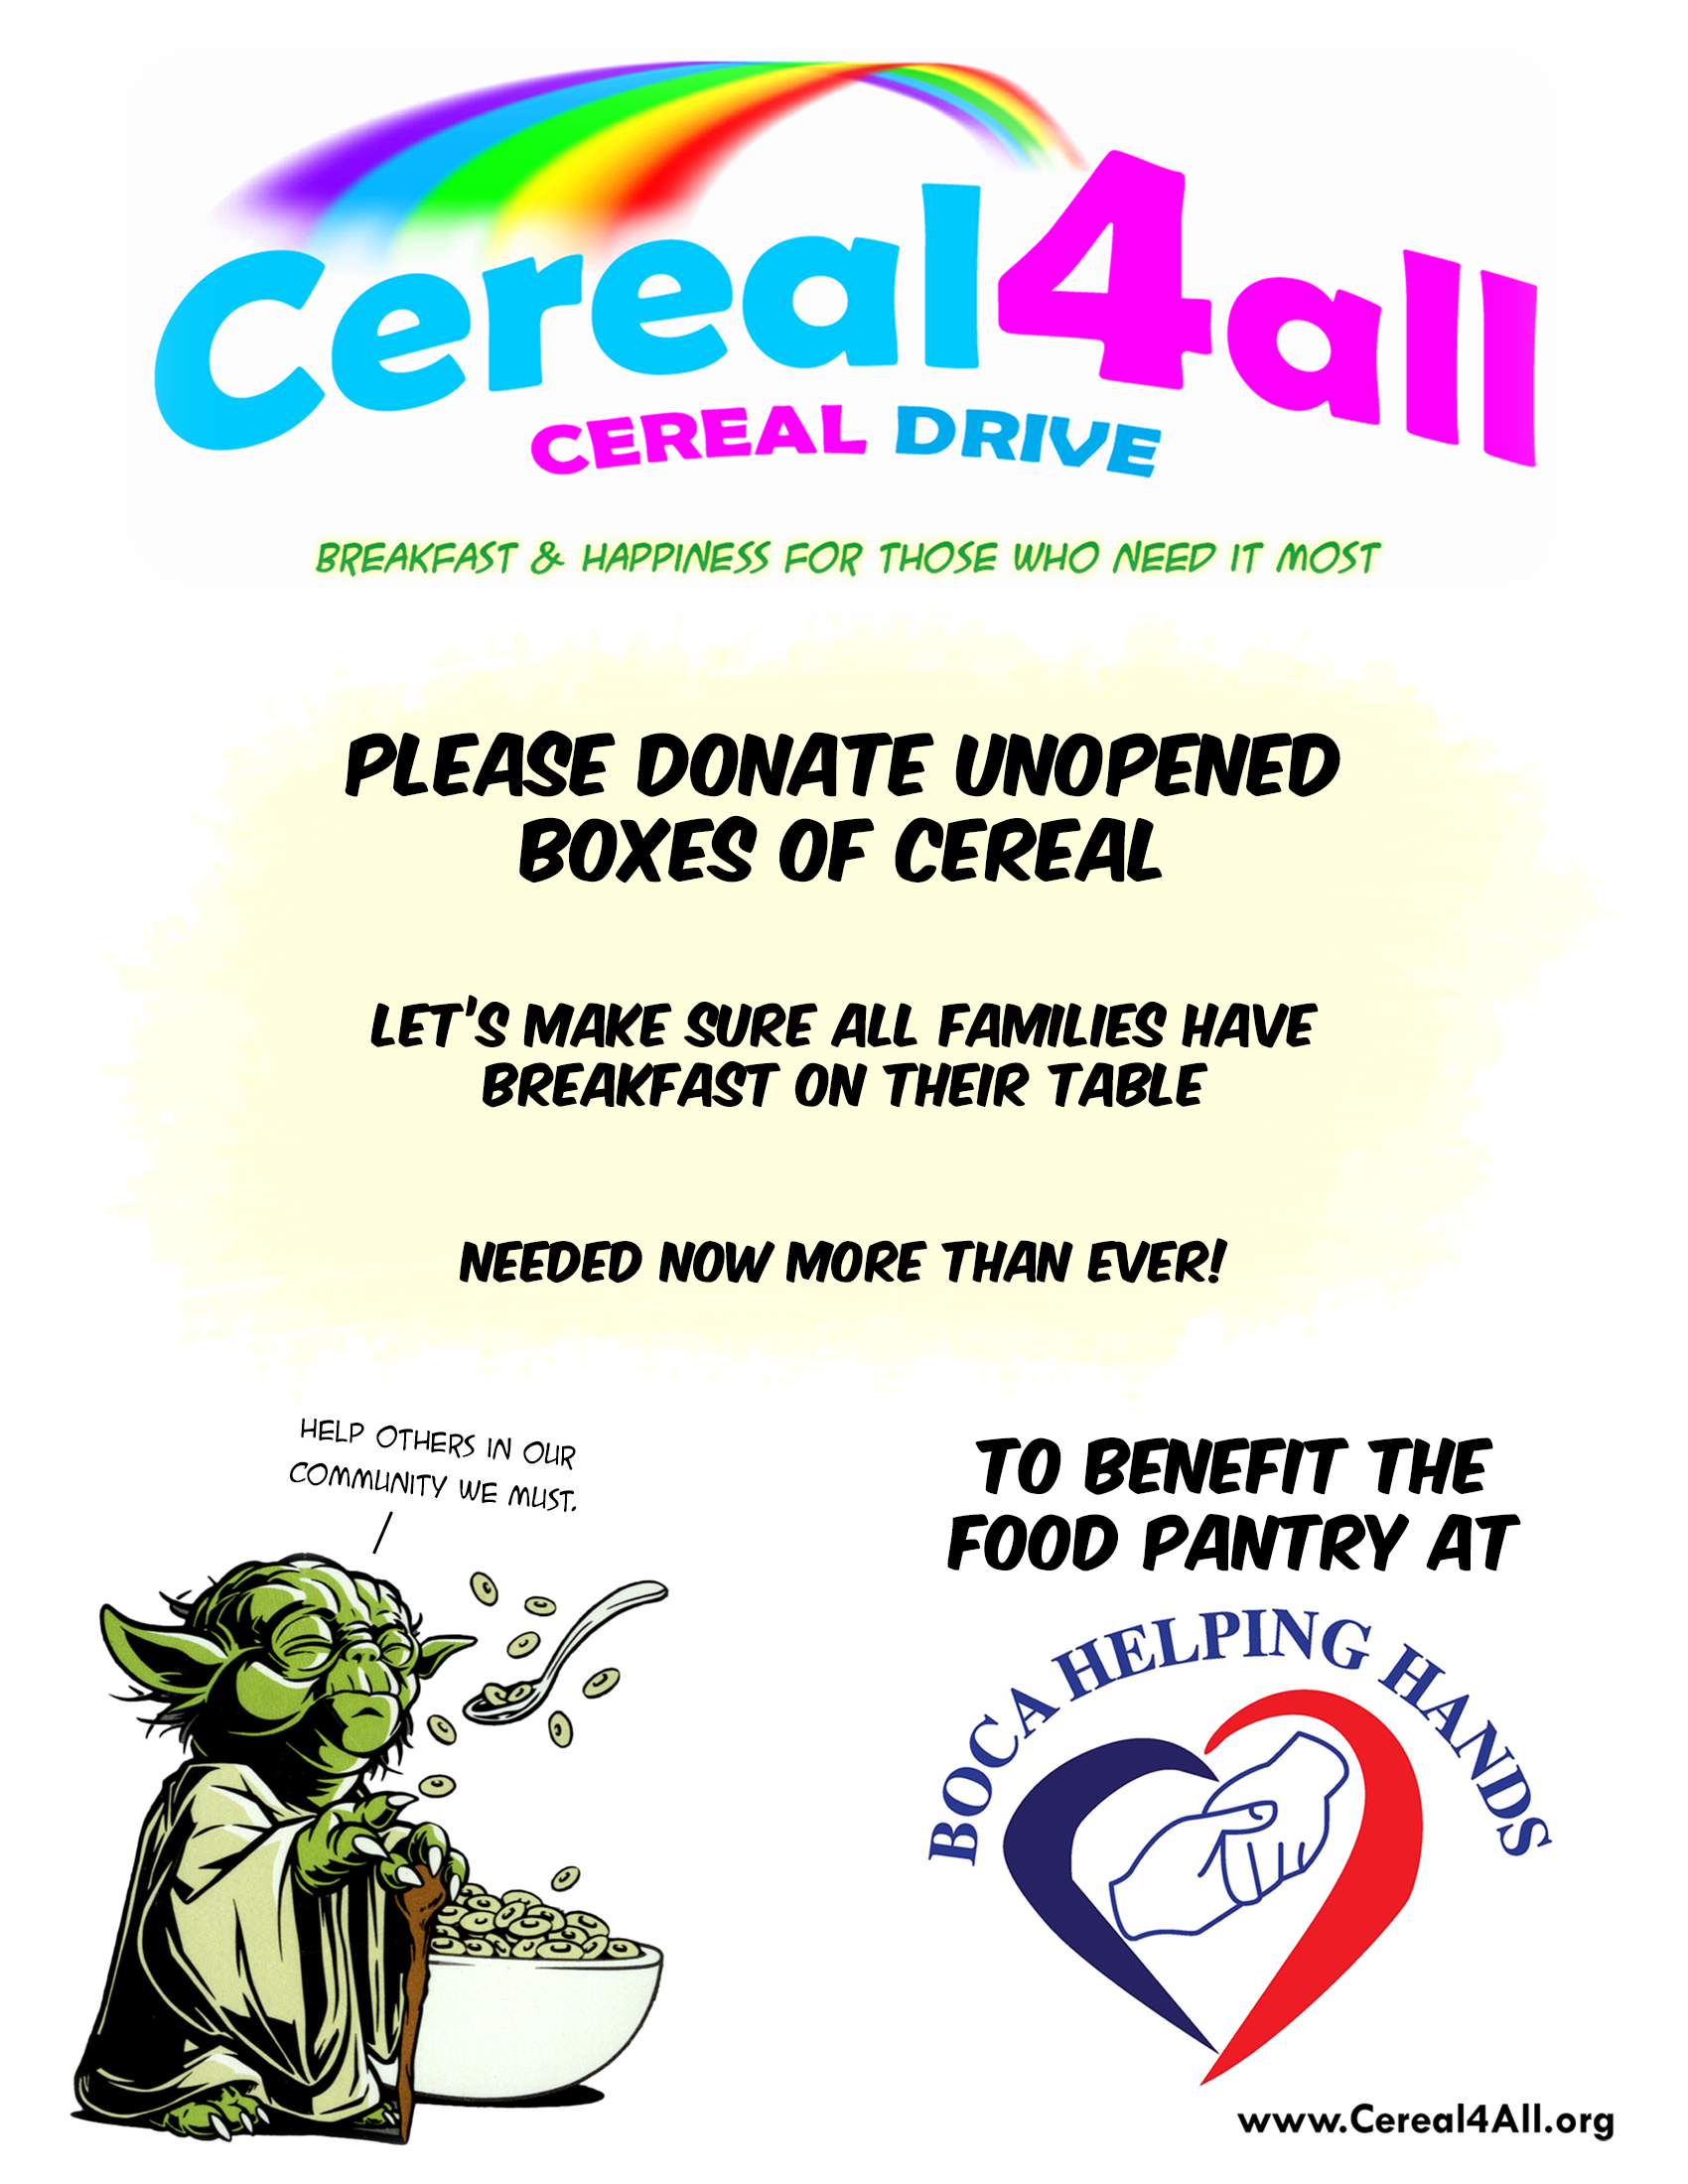 Cereal4all
CEREAL DRIVE
BREAKFAST & HAPPINESS FOR THOSE WHO NEED IT MOST
PLEASE DONATE UNOPENED
BOXES OF CEREAL
LET'S MAKE SURE ALL FAMILIES HAVE
BREAKFAST ON THEIR TABLE
NEEDED NOW MORE THAN EVER!
HELP OTHERS IN OUR
COMMUNITY WE MUST.
TO BENEFIT THE
FOOD PANTRY AT
BOCA HELPING HANDS
www.Cereal4All.org